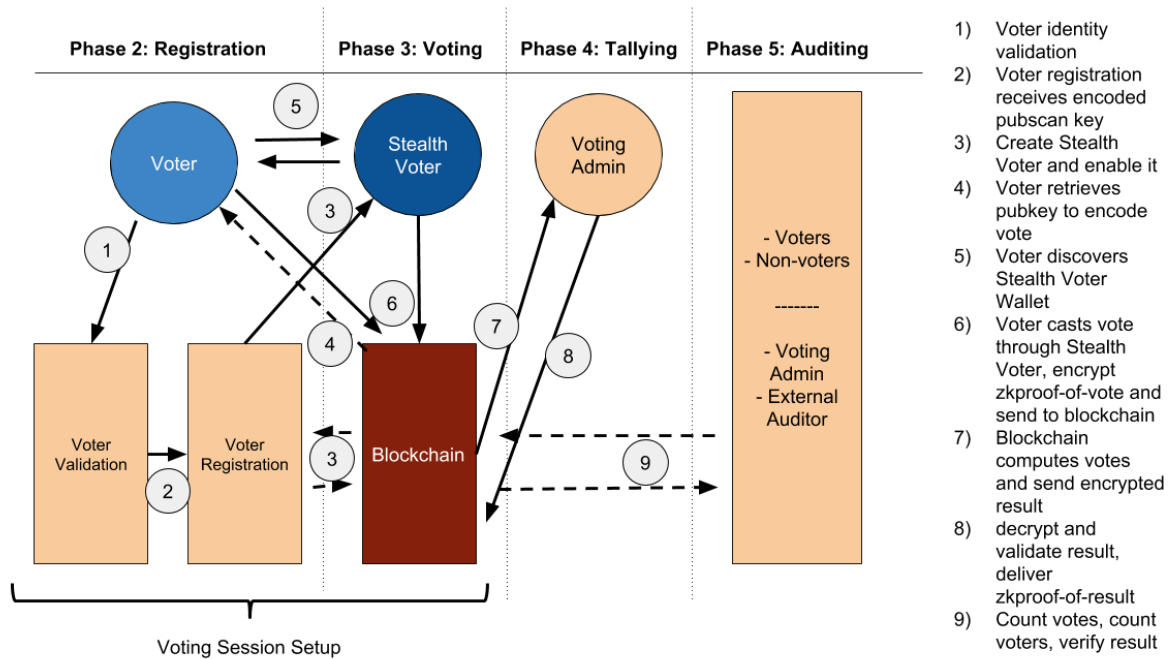 Phase 2: Registration
Phase 3: Voting
Phase 4: Tallying
Phase 5: Auditing
5
Voter
Stealth
Voter
Voting
Admin
3
1
6
7
4
8
Voter
Validation
2
Voter
Registration
3
Blockchain
9
- Voters
- Non-voters
-------
- Voting
Admin
- External
Auditor
Voting Session Setup
1) Voter identity
validation
2) Voter registration
receives encoded
pubscan key
3) Create Stealth
Voter and enable it
4) Voter retrieves
pubkey to encode
vote
5) Voter discovers
Stealth Voter
Wallet
6) Voter casts vote
through Stealth
Voter, encrypt
zkproof-of-vote and
send to blockchain
7) Blockchain
computes votes
and send encrypted
result
8) decrypt and
validate result,
deliver
zkproof-of-result
9) Count votes, count
voters, verify result